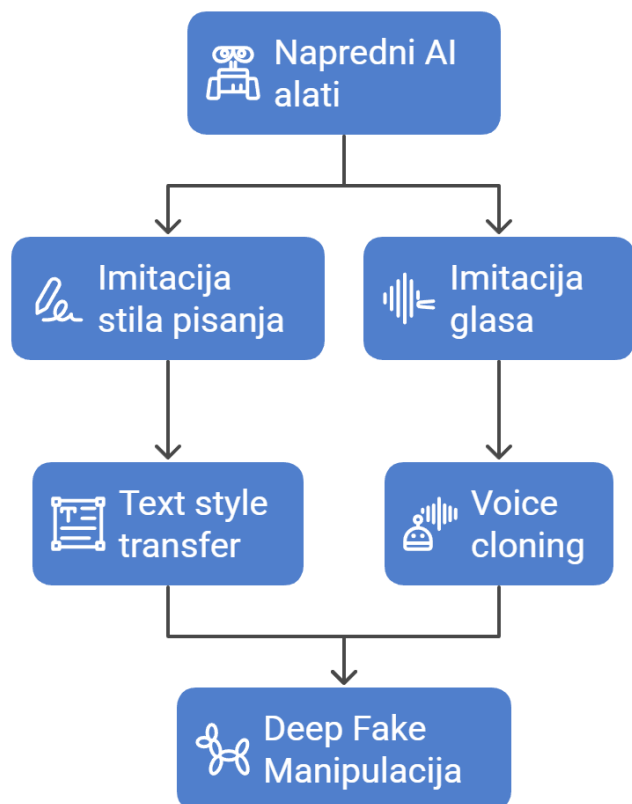 Napredni AI
alati
Imitacija
stila pisanja
Imitacija
glasa
Text style
transfer
Voice
cloning
Deep Fake
Manipulacija